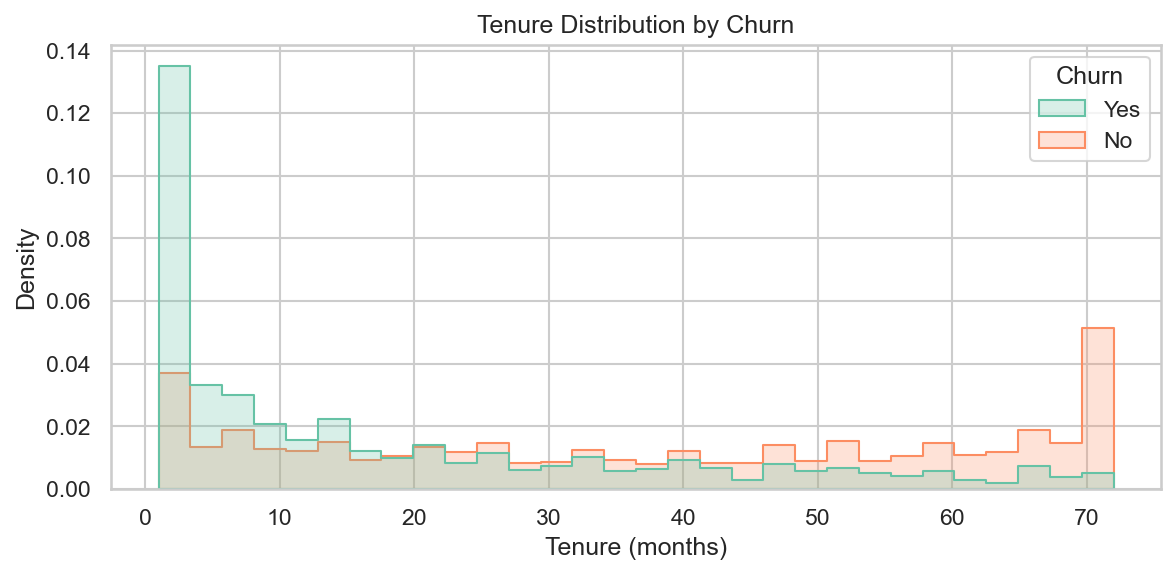 Tenure Distribution by Churn
0.14
0.12
0.10
0.08
0.06
0.04
0.02
0.00
Density
Churn
Yes
No
0 10 20 30 40 50 60 70
Tenure (months)